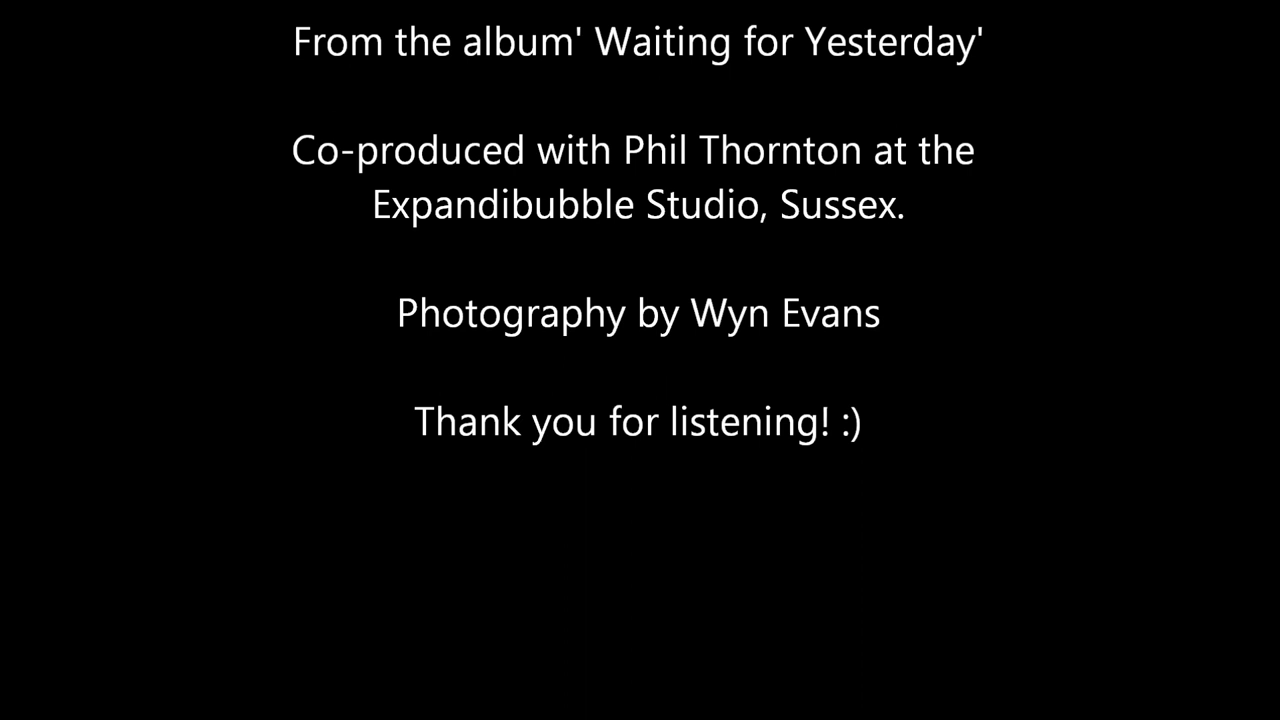 From the album' Waiting for Yesterday'
Co-produced with Phil Thornton at the
Expandibubble Studio, Sussex.
Photography by Wyn Evans
Thank you for listening! :)